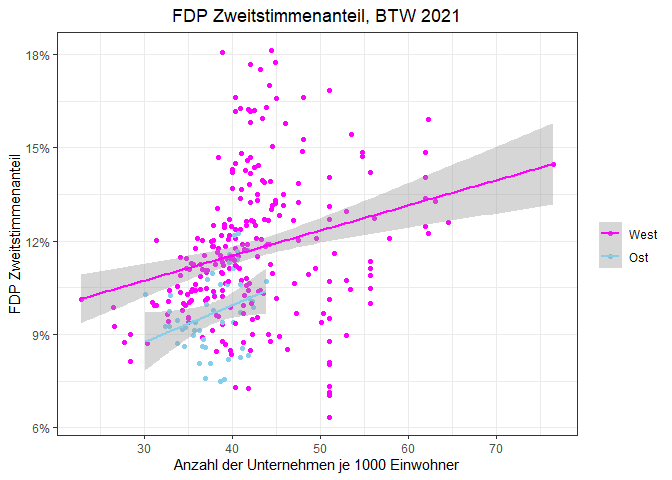 FDP Zweitstimmenanteil, BTW 2021
18%
15%
12%
9%
6%
FDP Zweitstimmenanteil
30 40 50 60 70
Anzahl der Unternehmen je 1000 Einwohner
West
Ost